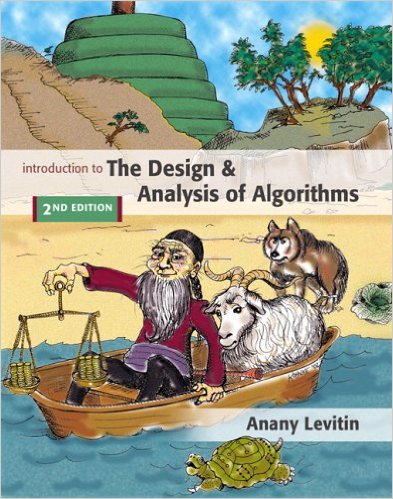 introduction to The Design &
Analysis of Algorithms
2ND EDITION
Anany Levitin